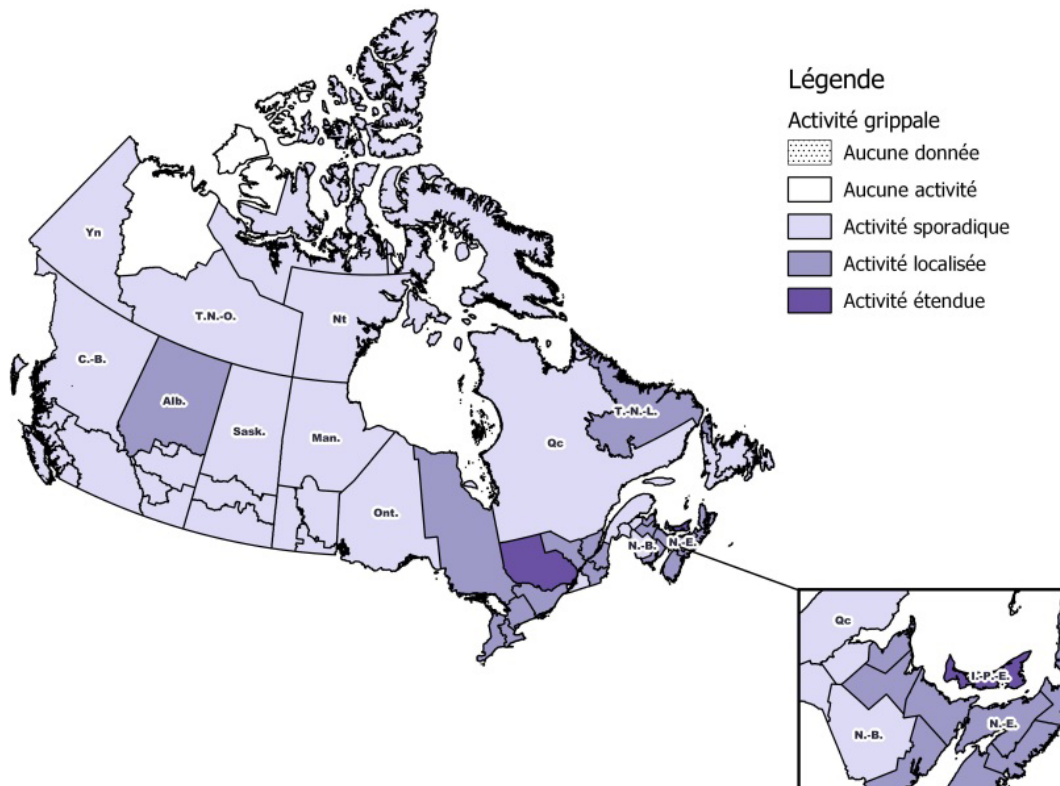 Légende
Activité grippale
Aucune donnée
Aucune activité
Activité sporadique
Activité localisée
Activité étendue
Yn
T.N.-O.
Nt
C.-B.
Alb.
Sask.
Man.
Ont.
Qc
T.-N.-L.
N.-B.
N.-E.
Qc
I.-P.-E.
N.-E.
N.-B.